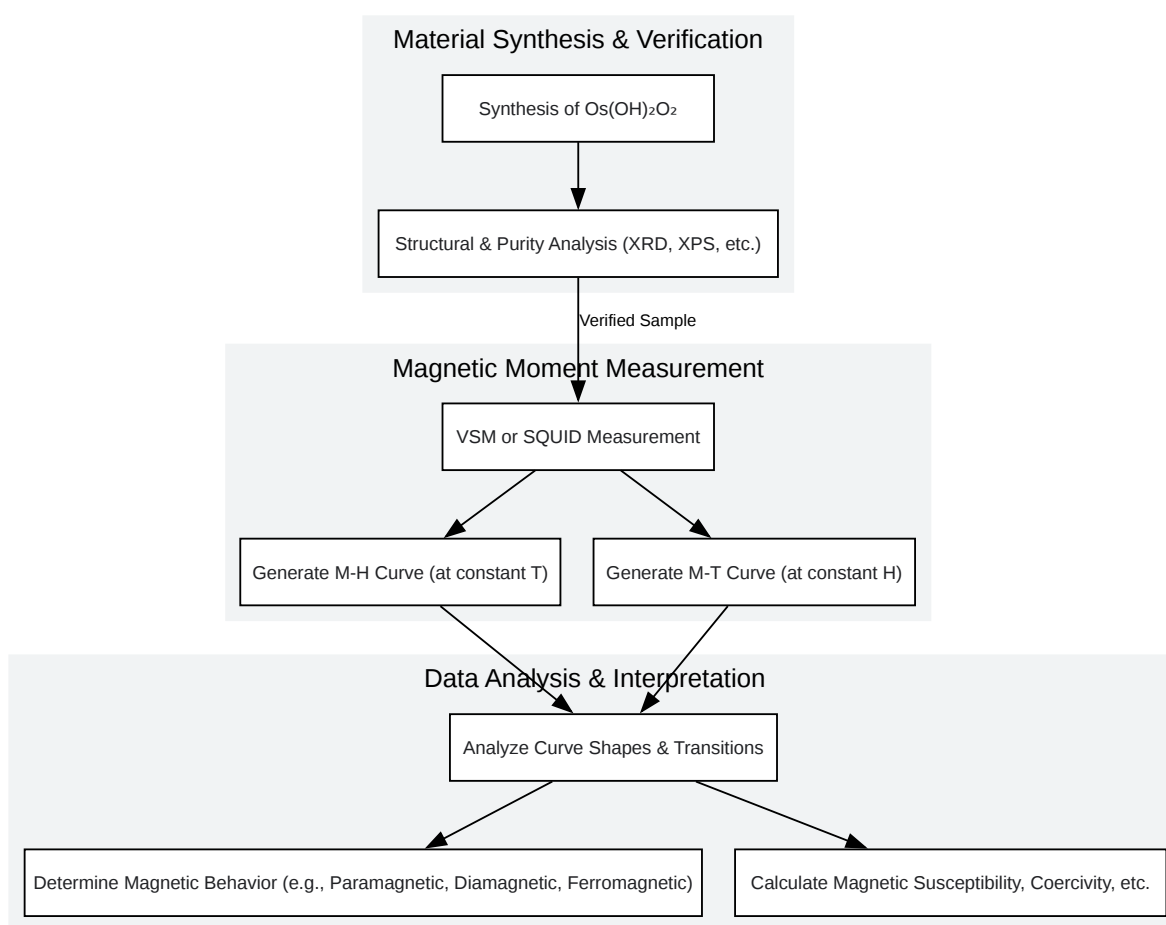 Material Synthesis & Verification
Synthesis of Os(OH)₂O₂
Structural & Purity Analysis (XRD, XPS, etc.)
Verified Sample
Magnetic Moment Measurement
VSM or SQUID Measurement
Generate M-H Curve (at constant T)
Generate M-T Curve (at constant H)
Data Analysis & Interpretation
Analyze Curve Shapes & Transitions
Determine Magnetic Behavior (e.g., Paramagnetic, Diamagnetic, Ferromagnetic)
Calculate Magnetic Susceptibility, Coercivity, etc.